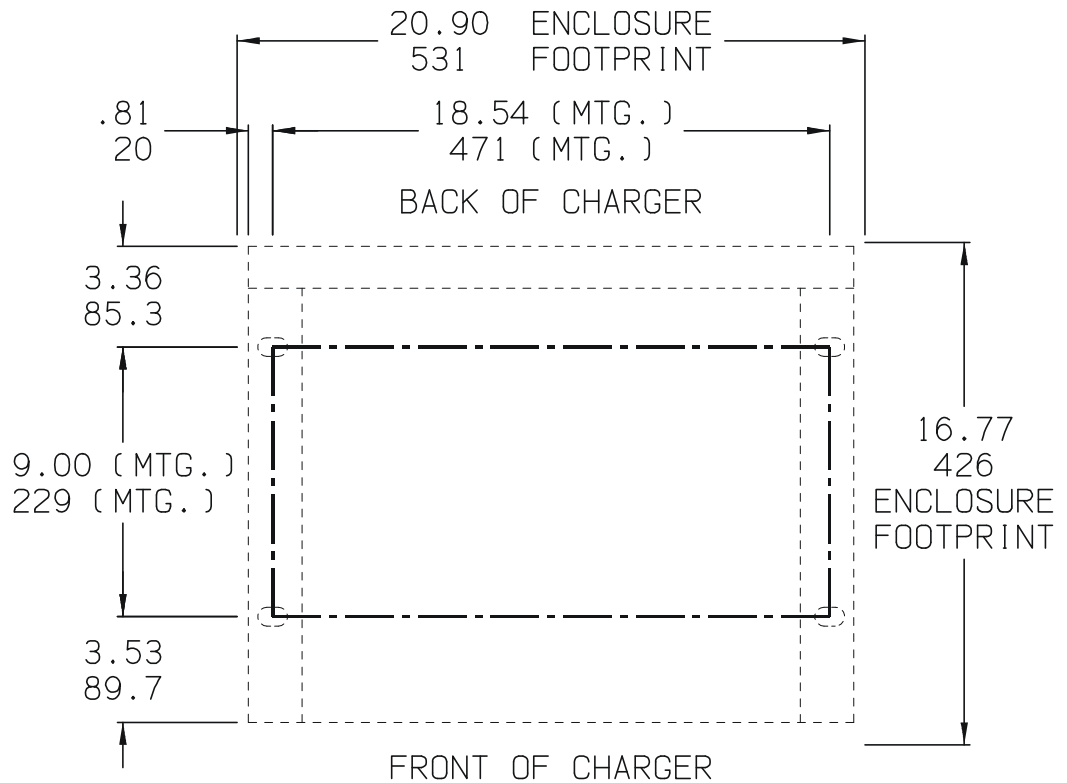 20.90 ENCLOSURE
531 FOOTPRINT
.81
20
18.54 (MTG.)
471 (MTG.)
BACK OF CHARGER
3.36
85.3
9.00 (MTG.)
229 (MTG.)
16.77
426
ENCLOSURE
FOOTPRINT
3.53
89.7
FRONT OF CHARGER